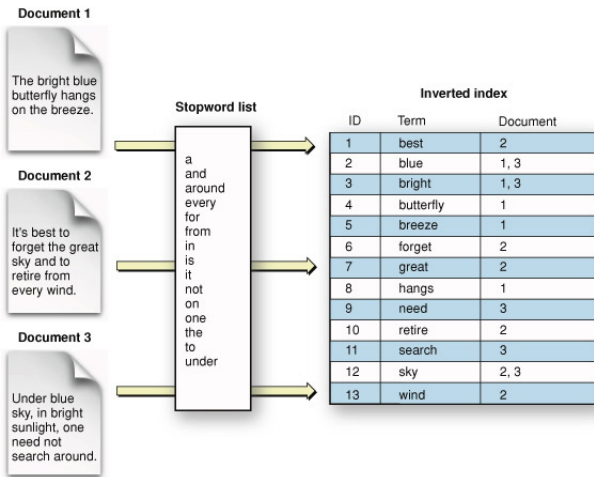 Document 1
The bright blue
butterfly hangs
on the breeze.
Document 2
It's best to
forget the great
sky and to
retire from
every wind.
Document 3
Under blue
sky, in bright
sunlight, one
need not
search around.
Stopword list
a
and
around
every
for
from
in
is
it
not
on
one
the
to
under
Inverted index
ID Term Document
1 best 2
2 blue 1, 3
3 bright 1, 3
4 butterfly 1
5 breeze 1
6 forget 2
7 great 2
8 hangs 1
9 need 3
10 retire 2
11 search 3
12 sky 2, 3
13 wind 2